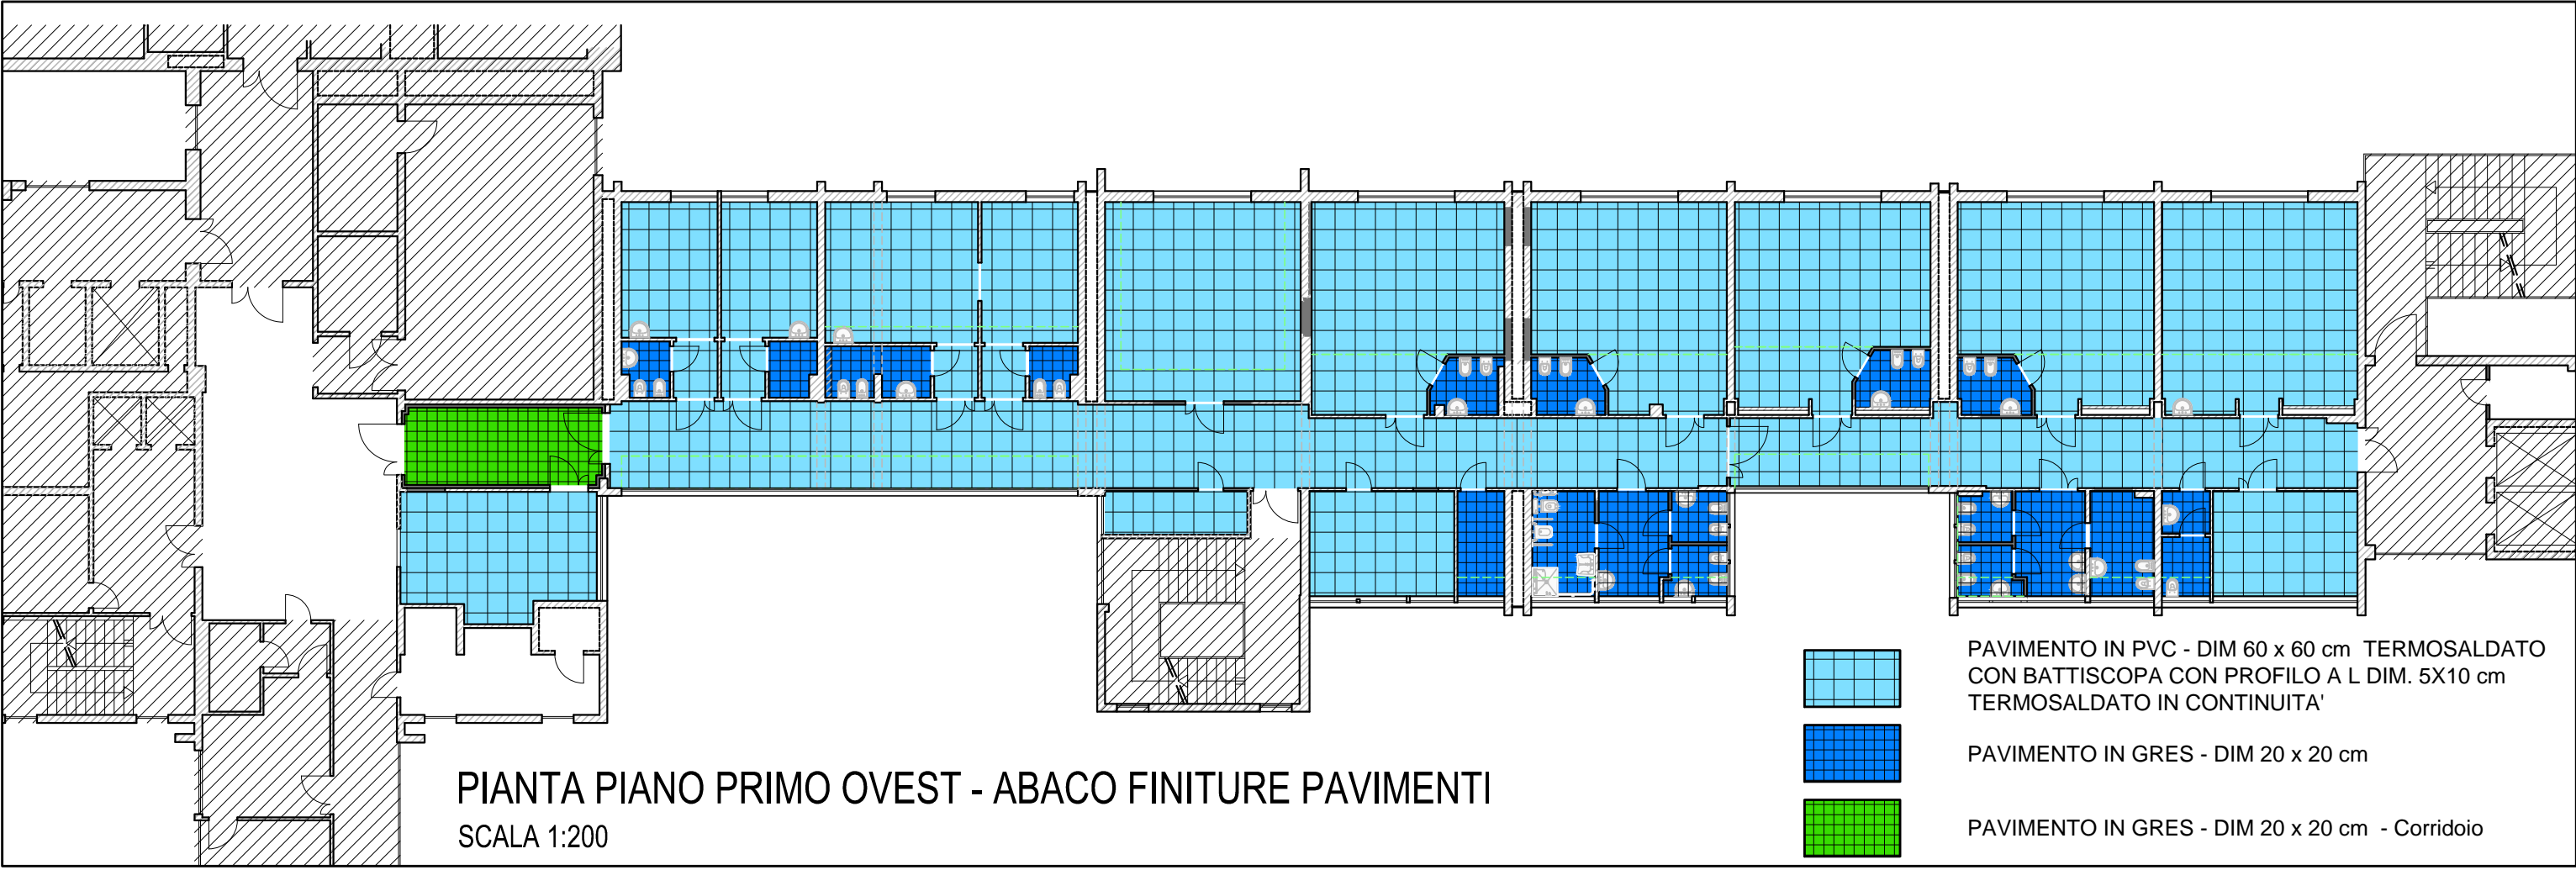 PAVIMENTO IN PVC - DIM 60 x 60 cm TERMOSALDATO
CON BATTISCOPA CON PROFILO A L DIM. 5X10 cm
TERMOSALDATO IN CONTINUITA'
PAVIMENTO IN GRES - DIM 20 x 20 cm
PAVIMENTO IN GRES - DIM 20 x 20 cm - Corridoio
PIANTA PIANO PRIMO OVEST - ABACO FINITURE PAVIMENTI
SCALA 1:200